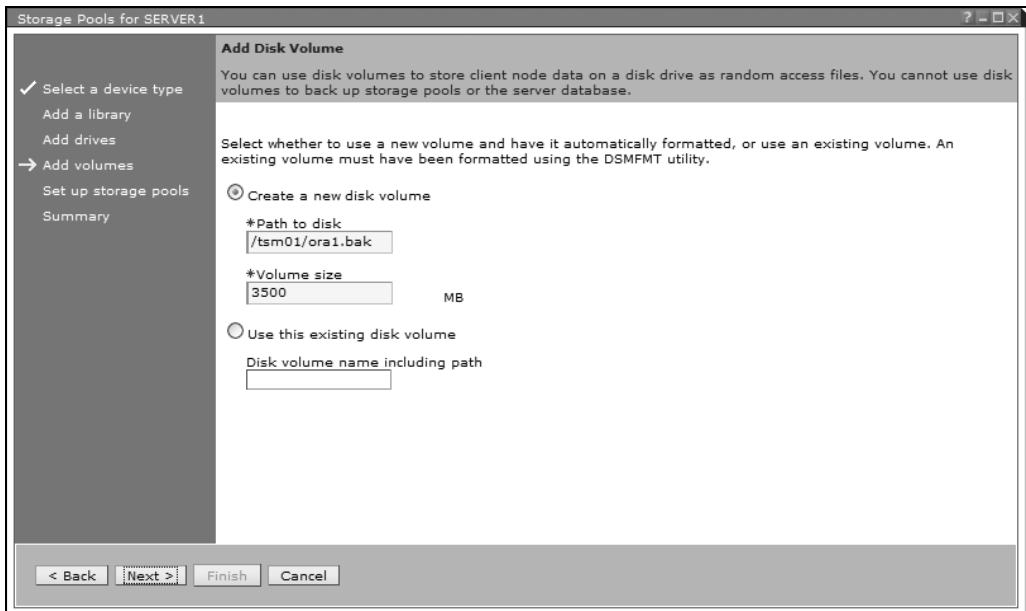 Storage Pools for SERVER1
Select a device type
Add a library
Add drives
Add volumes
Set up storage pools
Summary
Add Disk Volume
You can use disk volumes to store client node data on a disk drive as random access files. You cannot use disk
volumes to back up storage pools or the server database.
Select whether to use a new volume and have it automatically formatted, or use an existing volume. An
existing volume must have been formatted using the DSMFMT utility.
Create a new disk volume
*Path to disk
/tsm01/ora1.bak
*Volume size
3500 MB
Use this existing disk volume
Disk volume name including path
< Back Next > Finish Cancel